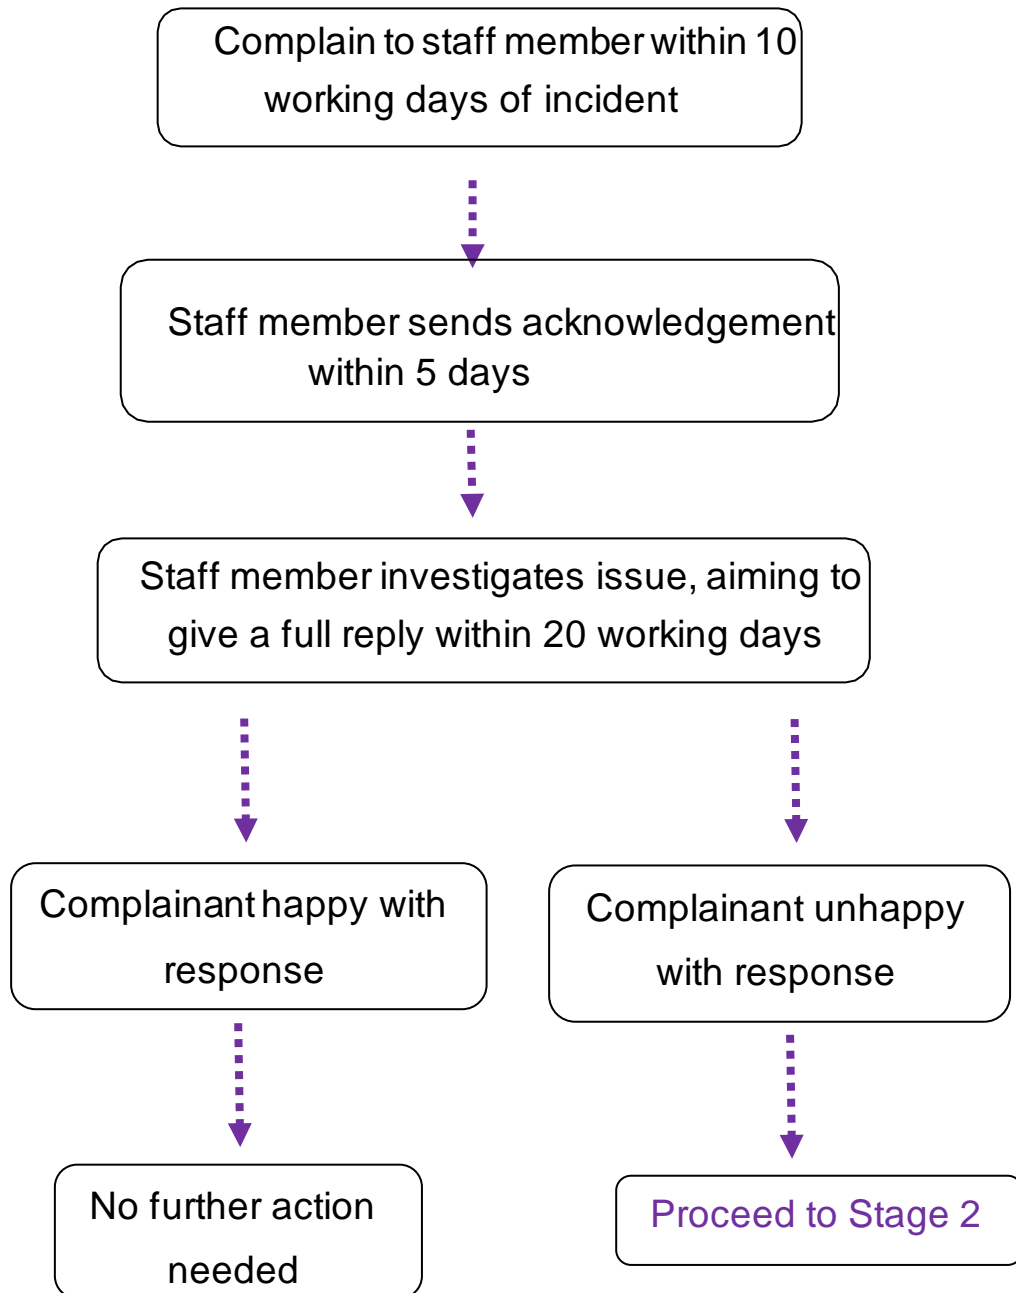 Complain to staff member within 10
working days of incident
Staff member sends acknowledgement
within 5 days
Staff member investigates issue, aiming to
give a full reply within 20 working days
Complainant happy with
response
Complainant unhappy
with response
No further action
needed
Proceed to Stage 2